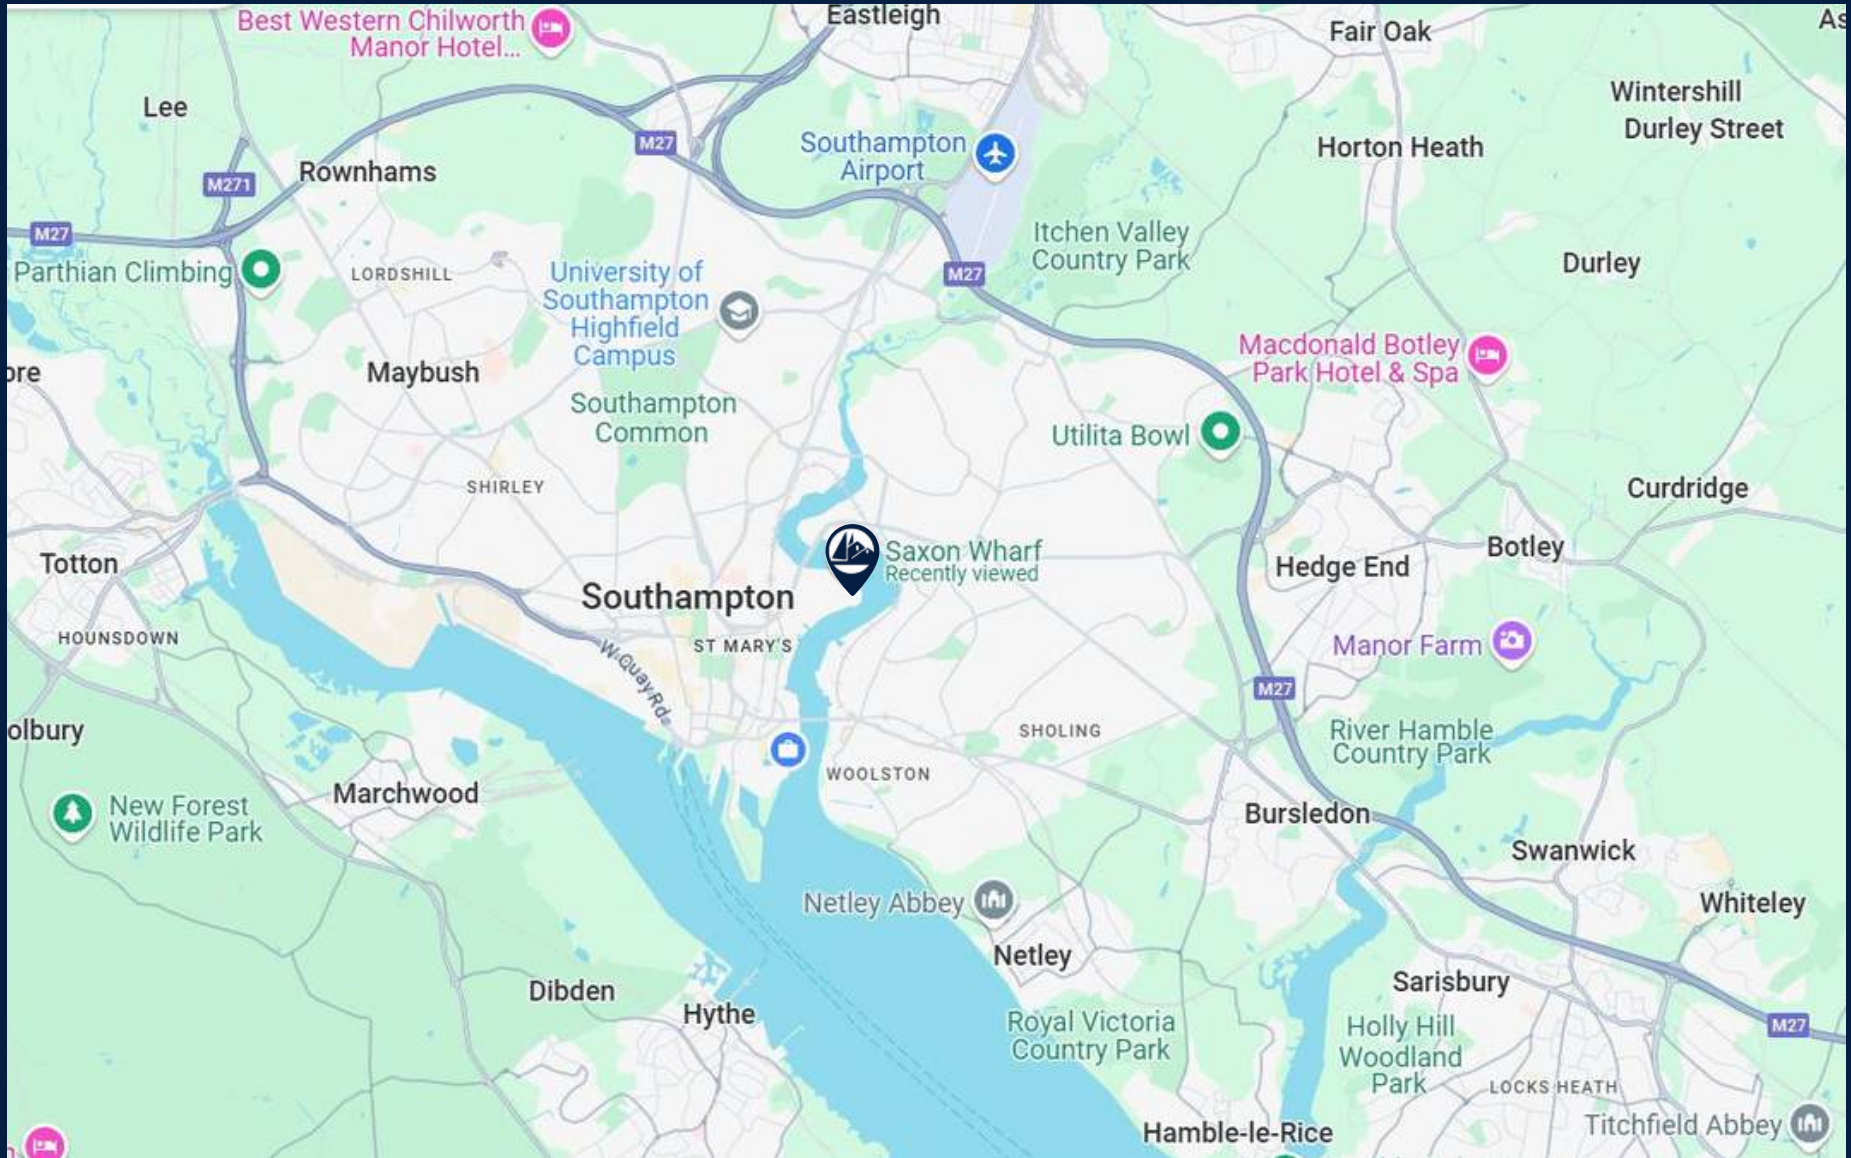 Best Western Chilworth
Manor Hotel...
Eastleigh
Fair Oak
As
Lee
Wintershill
Durley Street
M27
Southampton
Airport
Horton Heath
Rownhams
M271
M27
Itchen Valley
Country Park
Parthian Climbing
LORDSHILL
University of
Southampton
Highfield
Campus
M27
Durley
Macdonald Botley
Park Hotel & Spa
ore
Maybush
Southampton
Common
Utilita Bowl
SHIRLEY
Curdridge
Totton
Saxon Wharf
Recently viewed
Hedge End
Botley
Southampton
HOUNSDOWN
ST MARY'S
W Quay Rd
Manor Farm
M27
olbury
SHOLING
River Hamble
Country Park
WOOLSTON
Marchwood
New Forest
Wildlife Park
Bursledon
Swanwick
Netley Abbey
Whiteley
Netley
Dibden
Sarisbury
Hythe
Royal Victoria
Country Park
Holly Hill
Woodland
Park
M27
LOCKS HEATH
Hamble-le-Rice
Titchfield Abbey